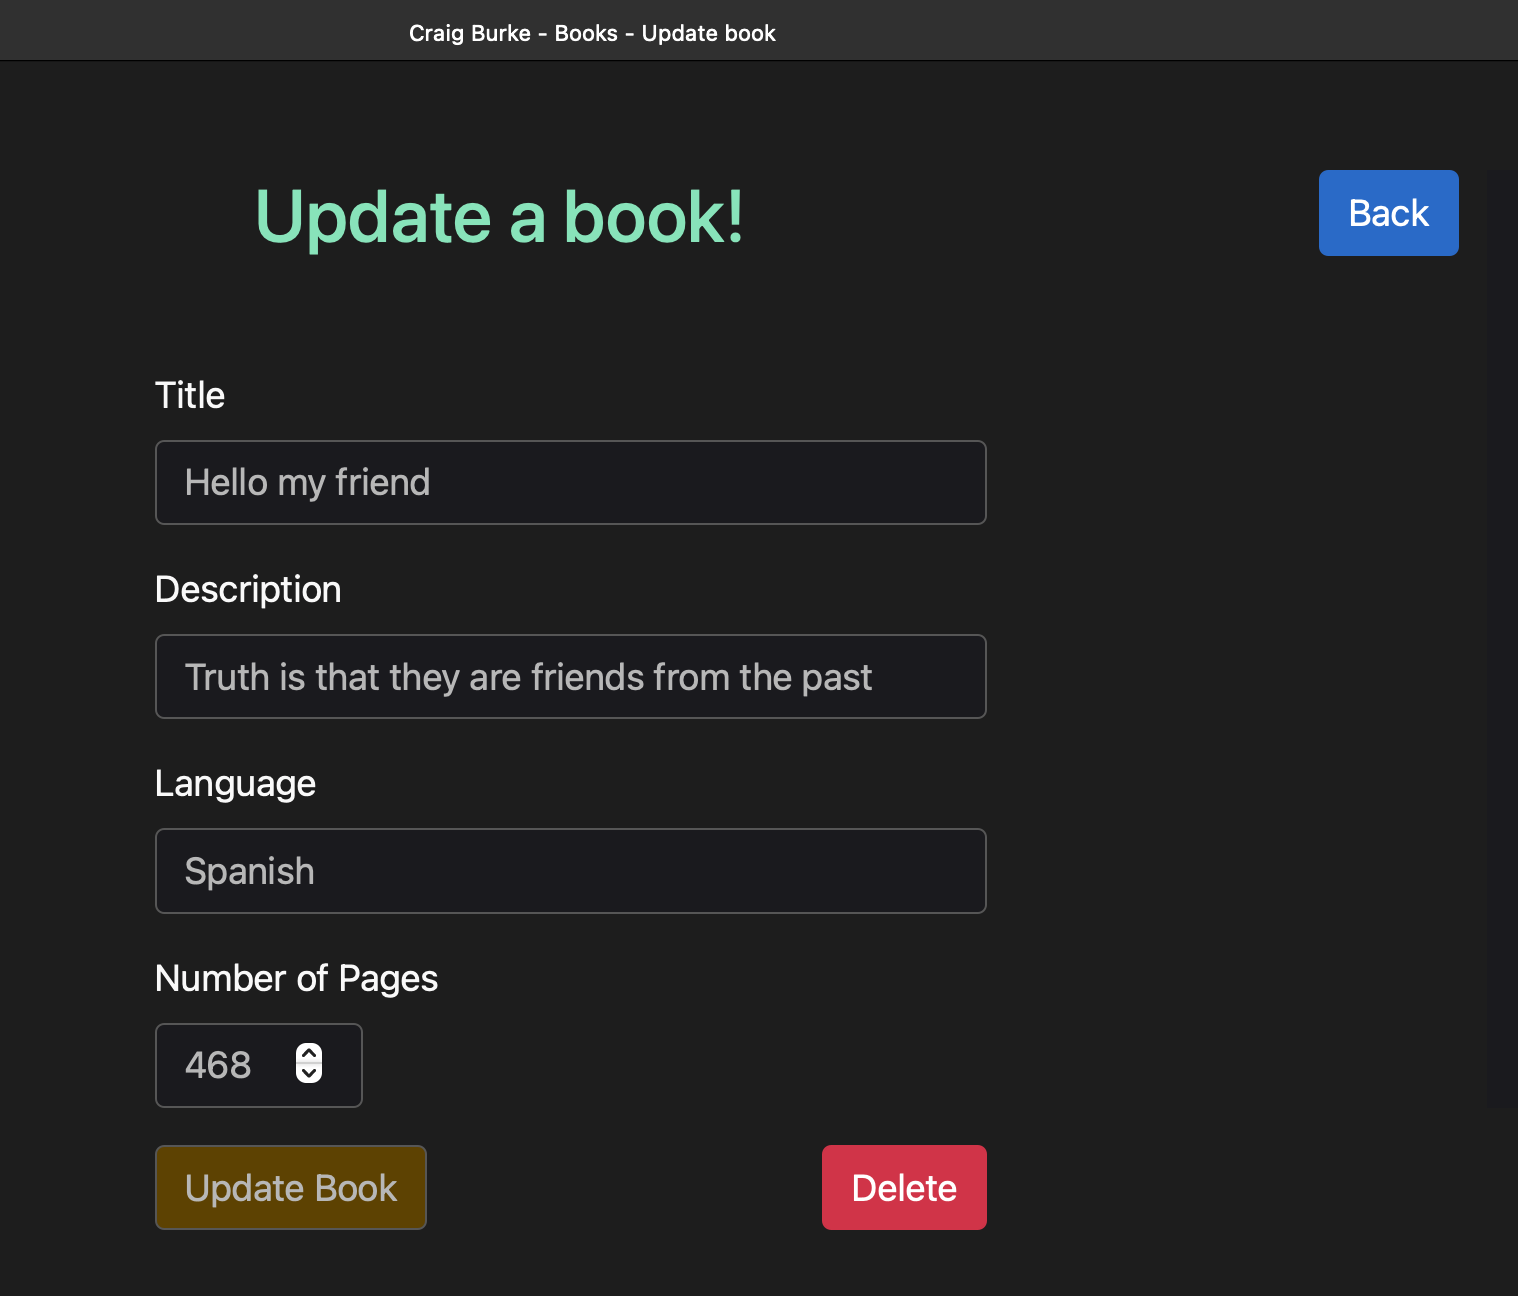 Craig Burke - Books - Update book
Update a book!
Back
Title
Hello my friend
Description
Truth is that they are friends from the past
Language
Spanish
Number of Pages
468
Update Book
Delete